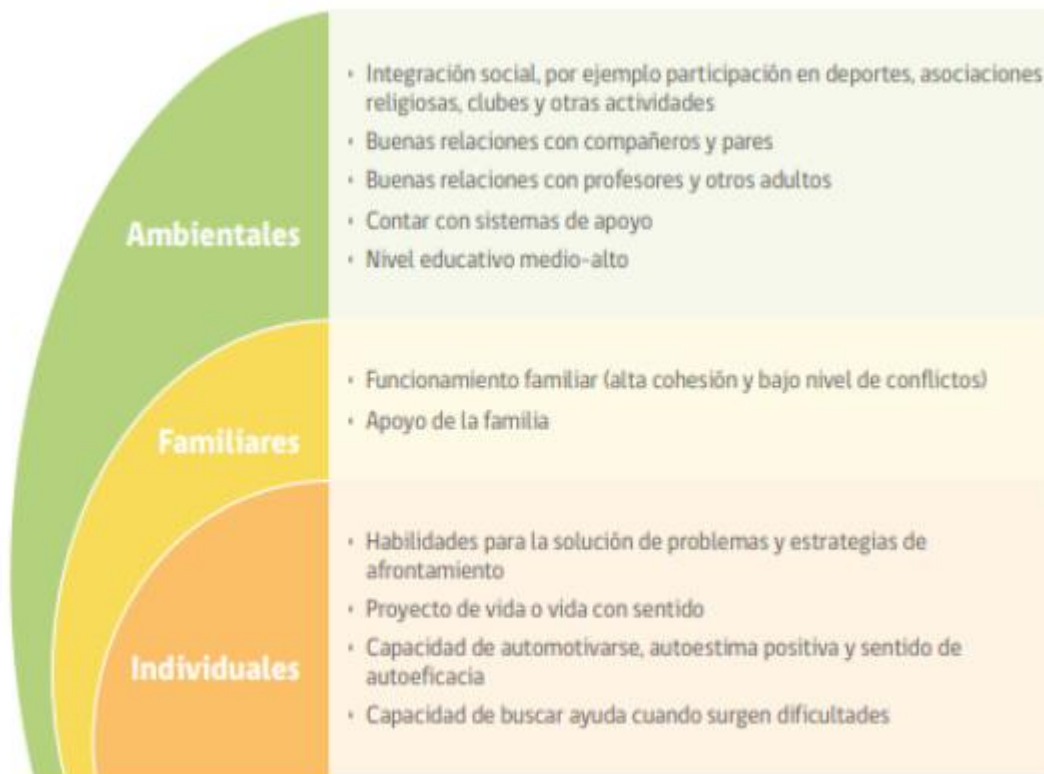 Ambientales
• Integración social, por ejemplo participación en deportes, asociaciones
religiosas, clubes y otras actividades
• Buenas relaciones con compañeros y pares
• Buenas relaciones con profesores y otros adultos
• Contar con sistemas de apoyo
• Nivel educativo medio-alto
Familiares
• Funcionamiento familiar (alta cohesión y bajo nivel de conflictos)
• Apoyo de la familia
Individuales
• Habilidades para la solución de problemas y estrategias de
afrontamiento
• Proyecto de vida o vida con sentido
• Capacidad de automotivarse, autoestima positiva y sentido de
autoeficacia
• Capacidad de buscar ayuda cuando surgen dificultades